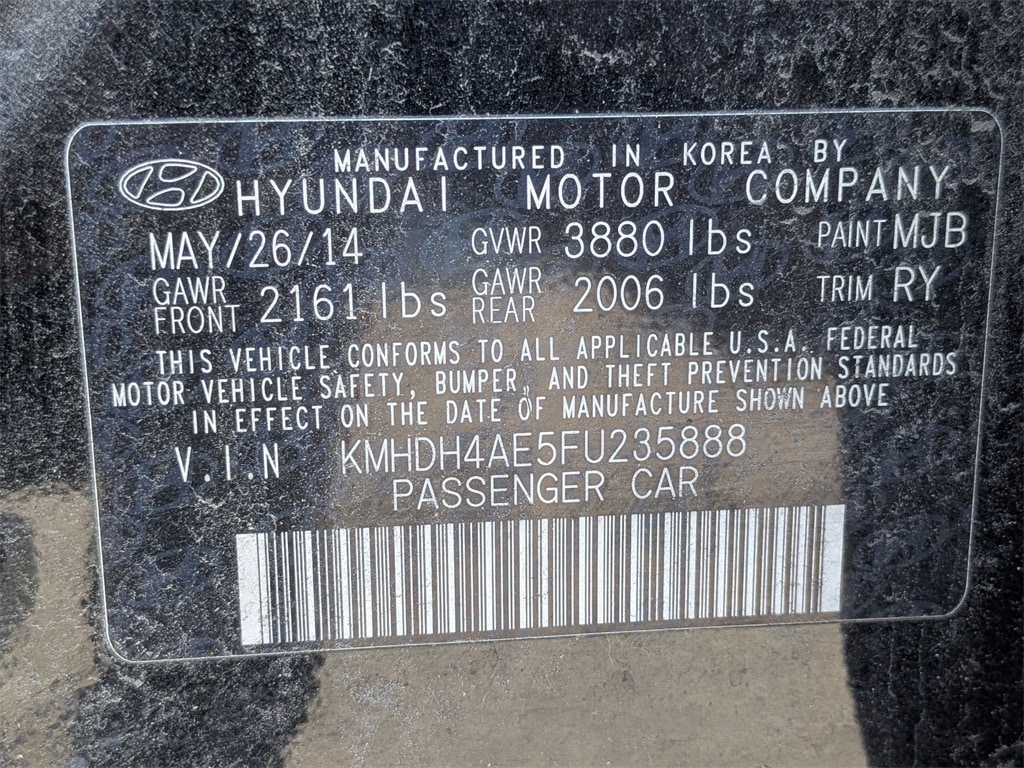 MANUFACTURED IN KOREA BY
HYUNDAI MOTOR COMPANY
MAY/26/14 GVWR 3880 lbs PAINT MJB
GAWR FRONT 2161 lbs GAWR REAR 2006 lbs TRIM RY
THIS VEHICLE CONFORMS TO ALL APPLICABLE U.S.A. FEDERAL
MOTOR VEHICLE SAFETY, BUMPER, AND THEFT PREVENTION STANDARDS
IN EFFECT ON THE DATE OF MANUFACTURE SHOWN ABOVE
V.I.N KMHDH4AE5FU235888
PASSENGER CAR